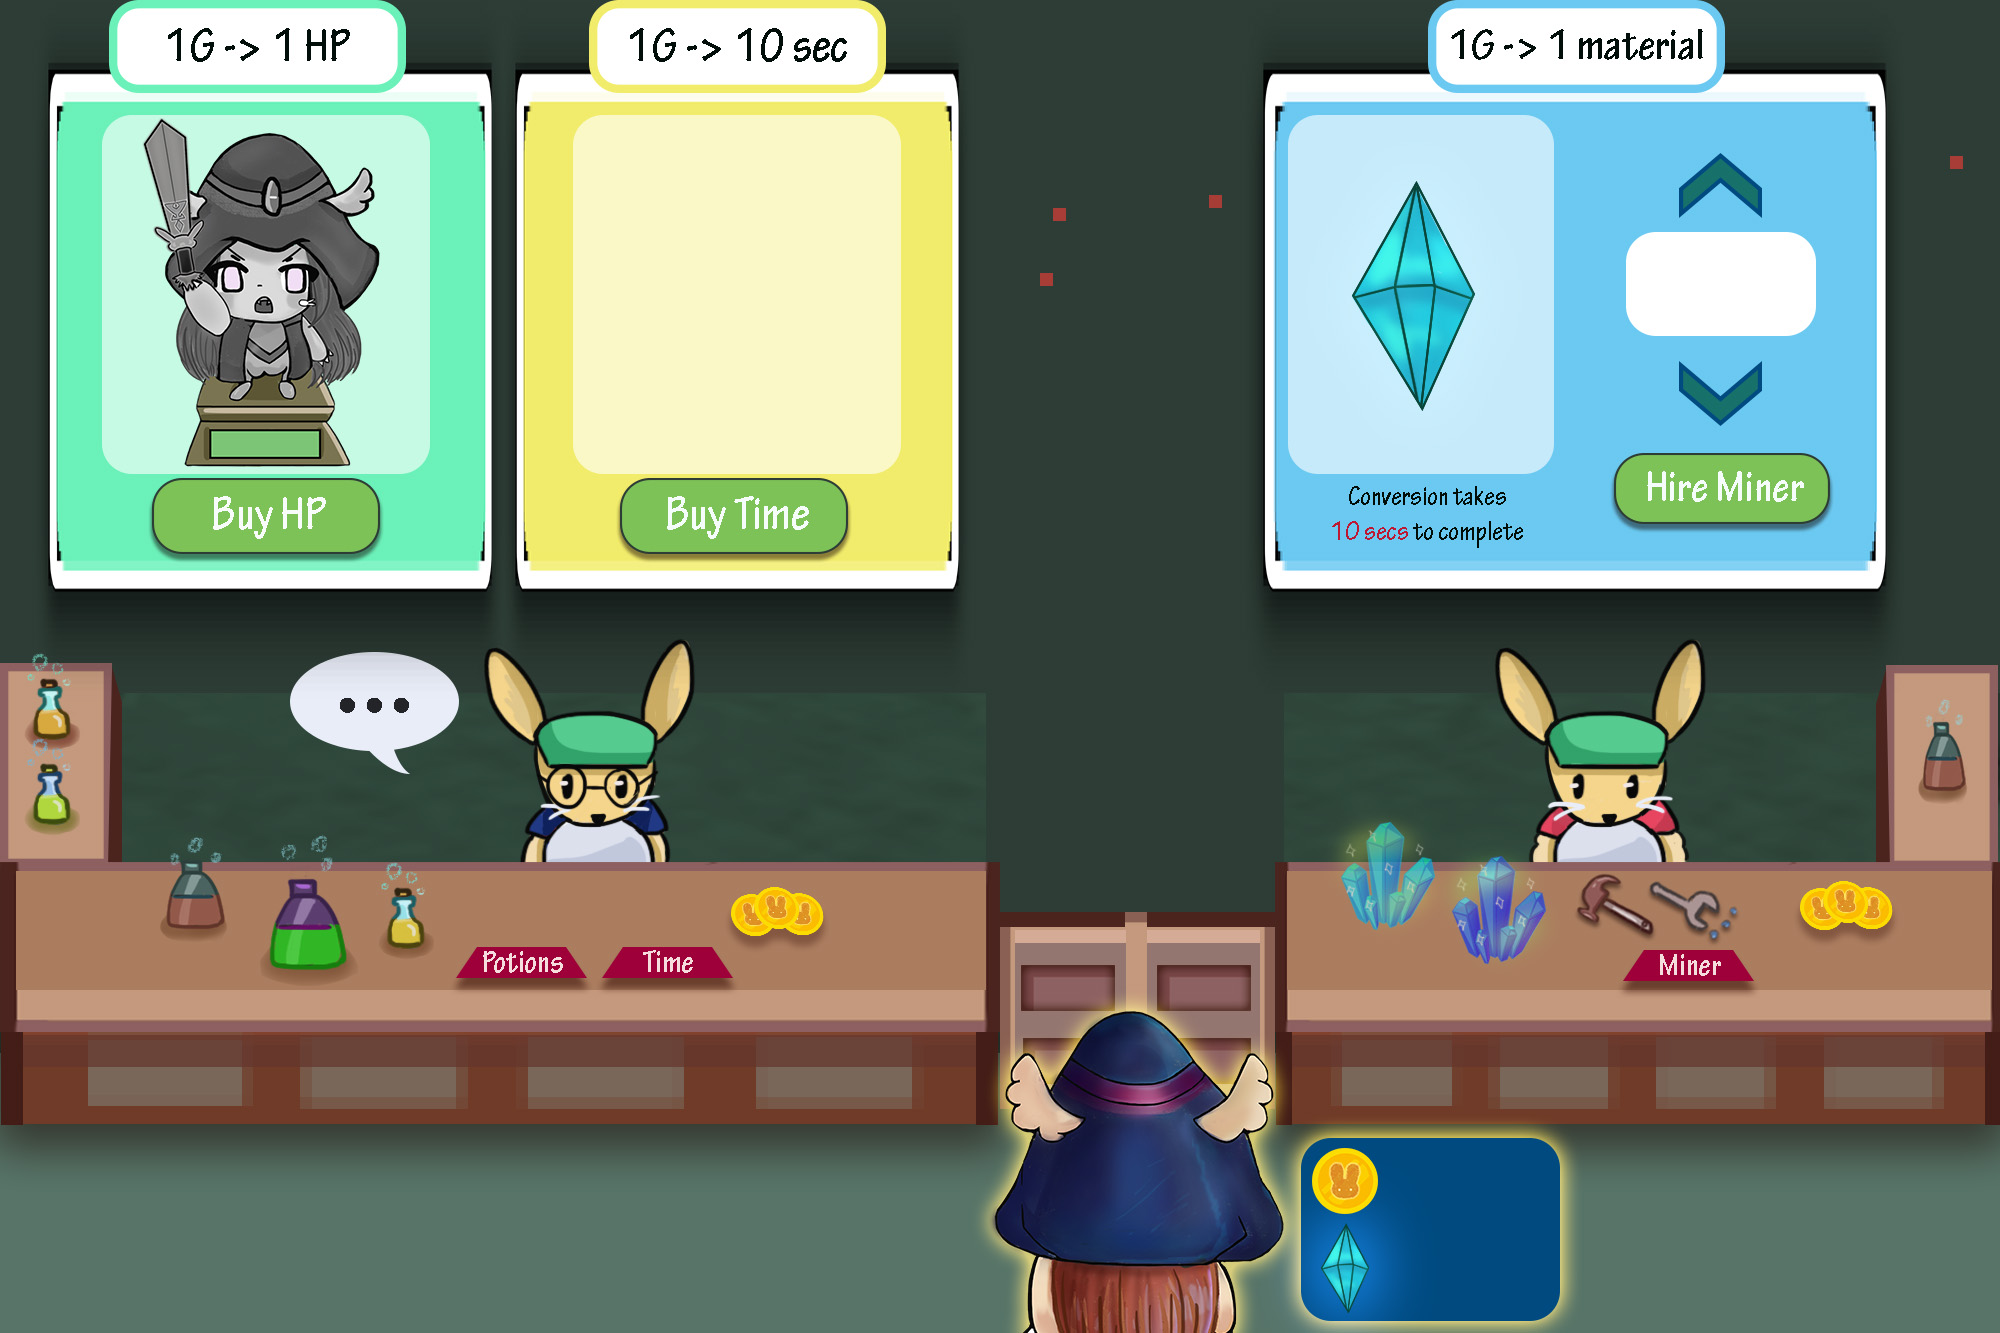 1G -> 1 HP
1G -> 10 sec
1G -> 1 material
Buy HP
Buy Time
Hire Miner
Conversion takes
10 secs to complete
...
Potions
Time
Miner